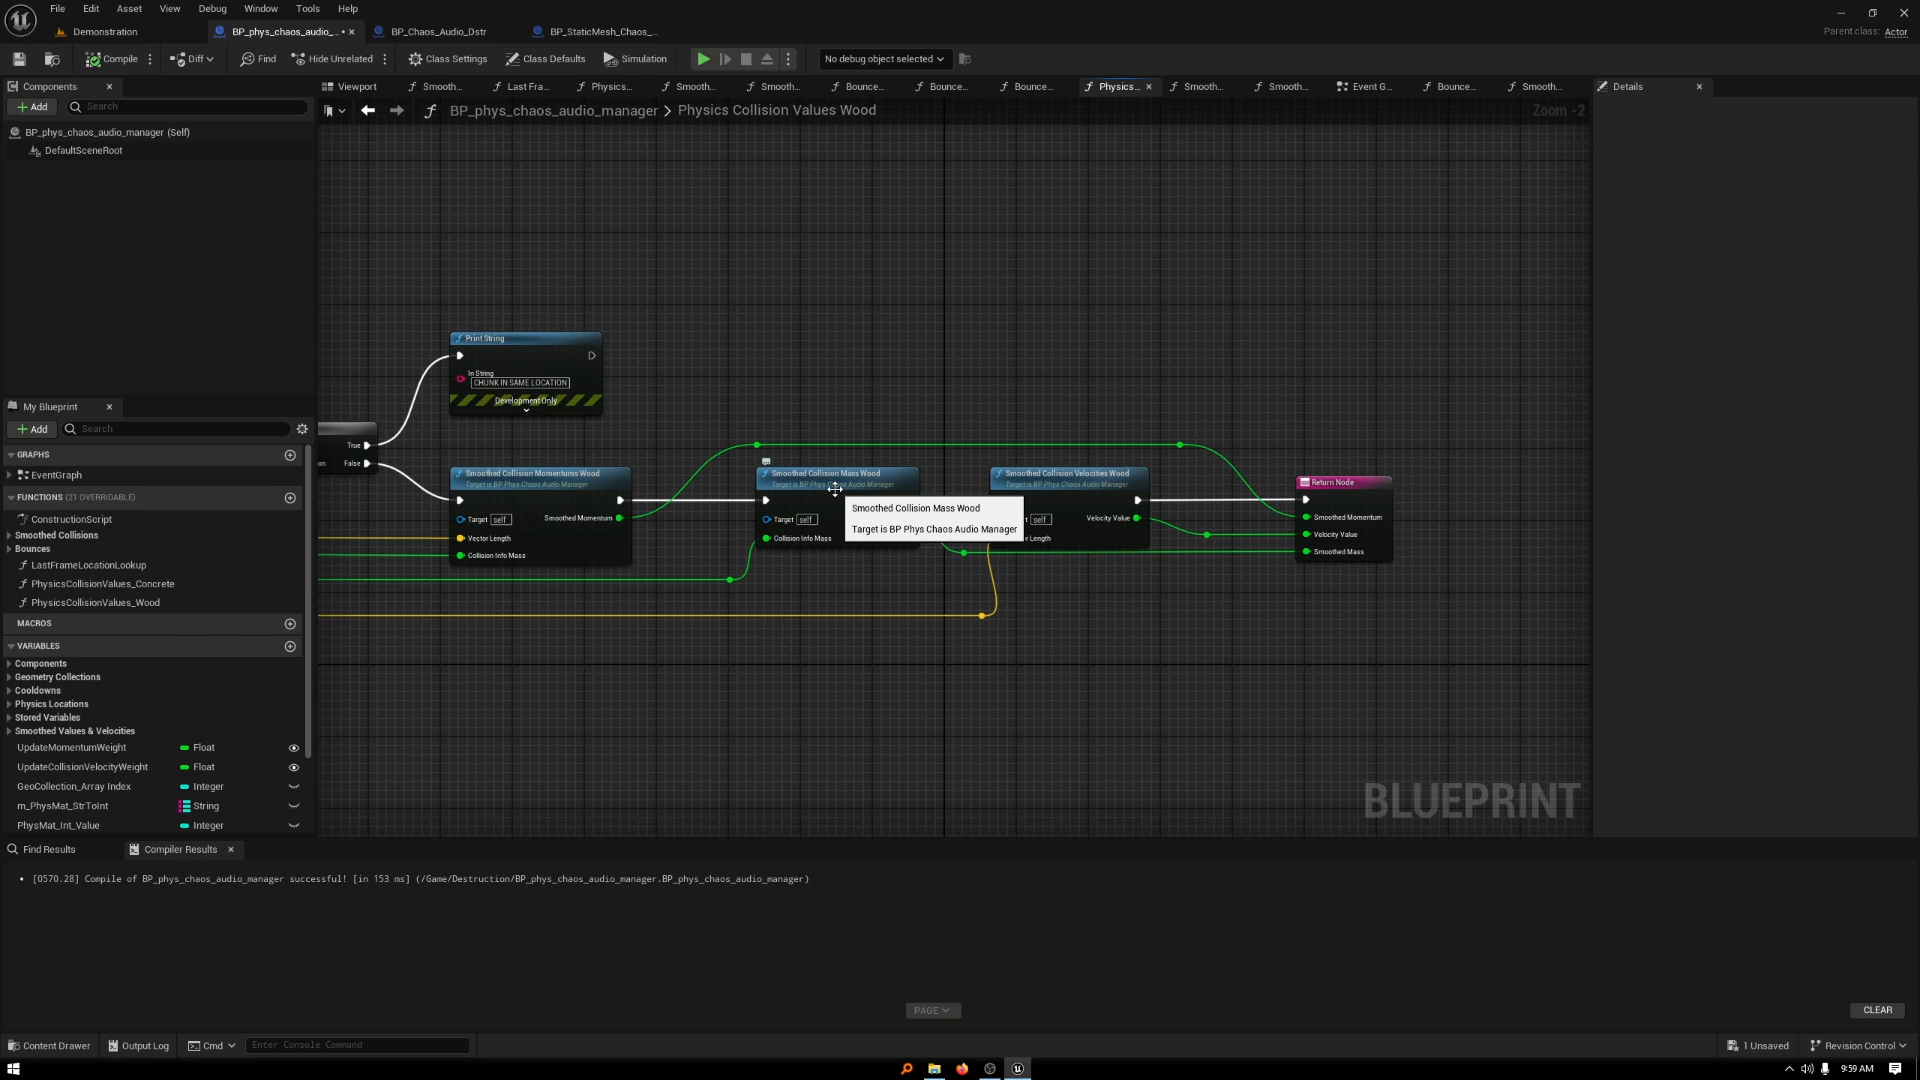 File Edit Asset View Debug Window Tools Help
Demonstration
BP_phys_chaos_audio_... •
BP_Chaos_Audio_Dstr
BP_StaticMesh_Chaos_...
Parent class: Actor
Compile
Diff
Find
Hide Unrelated
Class Settings
Class Defaults
Simulation
No debug object selected
Components
Viewport
Smooth...
Last Fra...
Physics...
Smooth...
Smooth...
Bounce...
Bounce...
Bounce...
Physics...
Smooth...
Smooth...
Event G...
Bounce...
Smooth...
Details
+ Add
Search
BP_phys_chaos_audio_manager > Physics Collision Values Wood
Zoom -2
BP_phys_chaos_audio_manager (Self)
DefaultSceneRoot
Print String
In String
CHUNK IN SAME LOCATION
Development Only
True
False
Smoothed Collision Momentums Wood
Target is BP Phys Chaos Audio Manager
Target self
Smoothed Momentum
Vector Length
Collision Info Mass
Smoothed Collision Mass Wood
Target is BP Phys Chaos Audio Manager
Target self
Collision Info Mass
Smoothed Collision Mass Wood
Target is BP Phys Chaos Audio Manager
Smoothed Collision Velocities Wood
Target is BP Phys Chaos Audio Manager
self
Velocity Value
Length
Return Node
Smoothed Momentum
Velocity Value
Smoothed Mass
BLUEPRINT
My Blueprint
+ Add
Search
GRAPHS
EventGraph
FUNCTIONS (21 OVERRIDABLE)
ConstructionScript
Smoothed Collisions
Bounces
LastFrameLocationLookup
PhysicsCollisionValues_Concrete
PhysicsCollisionValues_Wood
MACROS
VARIABLES
Components
Geometry Collections
Cooldowns
Physics Locations
Stored Variables
Smoothed Values & Velocities
UpdateMomentumWeight Float
UpdateCollisionVelocityWeight Float
GeoCollection_Array Index Integer
m_PhysMat_StrToInt String
PhysMat_Int_Value Integer
Find Results
Compiler Results
• [0570.28] Compile of BP_phys_chaos_audio_manager successful! [in 153 ms] (/Game/Destruction/BP_phys_chaos_audio_manager.BP_phys_chaos_audio_manager)
PAGE
CLEAR
Content Drawer
Output Log
Cmd
Enter Console Command
1 Unsaved
Revision Control
9:59 AM